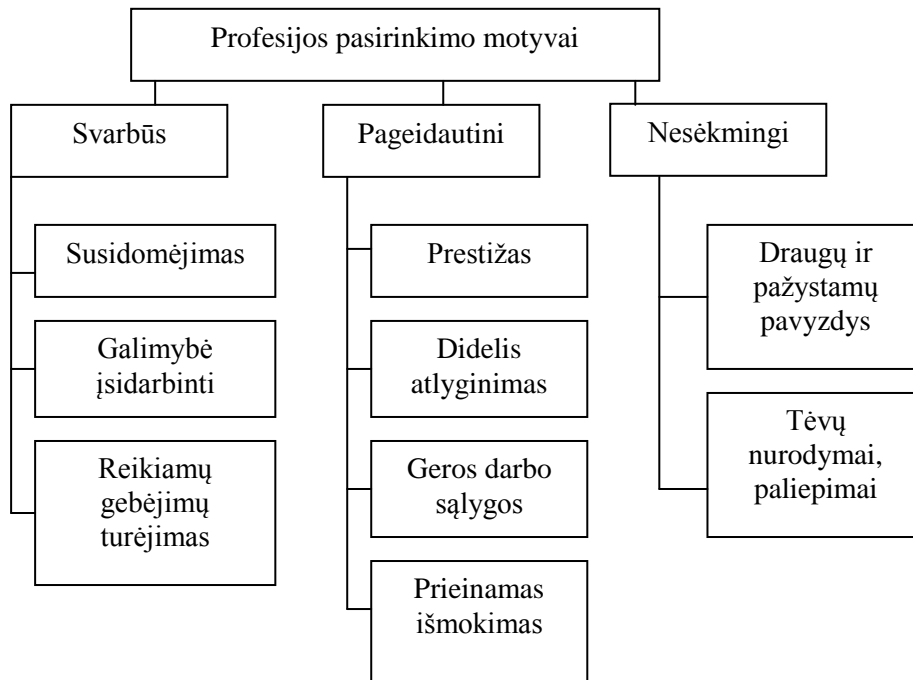 Profesijos pasirinkimo motyvai
Svarbūs
Pageidautini
Nesėkmingi
Susidomėjimas
Galimybė
įsidarbinti
Reikiamų
gebėjimų
turėjimas
Prestižas
Didelis
atlyginimas
Geros darbo
sąlygos
Prieinamas
išmokimas
Draugų ir
pažystamų
pavyzdys
Tėvų
nurodymai,
paliepimai